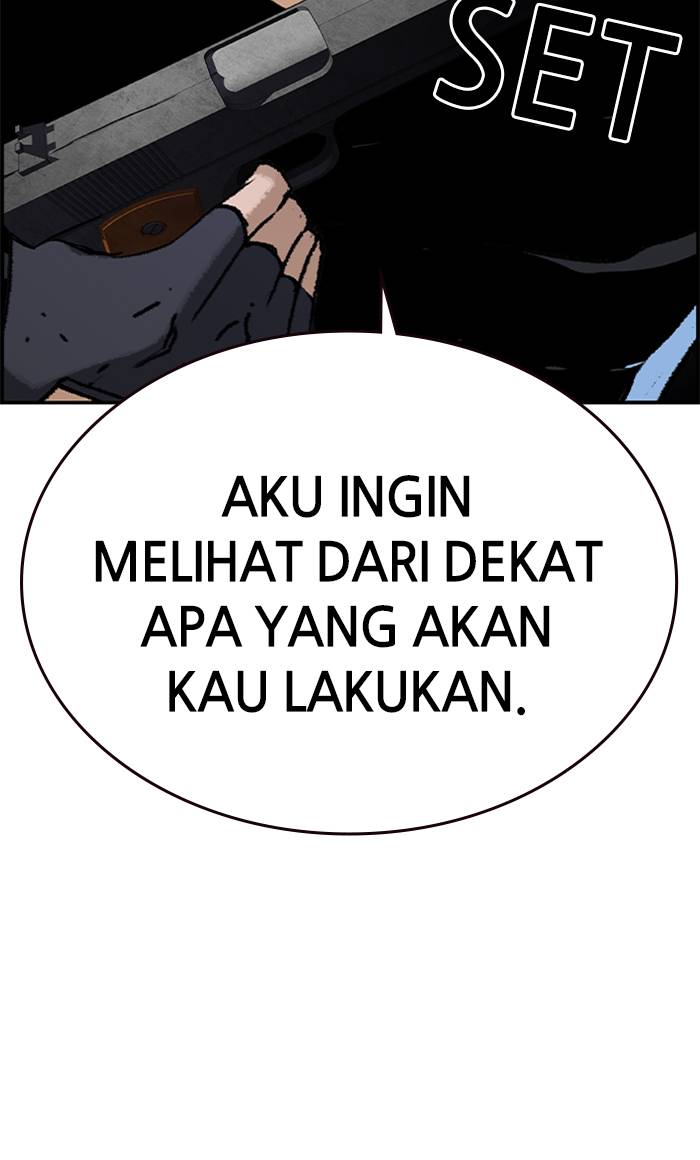 SET
AKU INGIN
MELIHAT DARI DEKAT
APA YANG AKAN
KAU LAKUKAN.